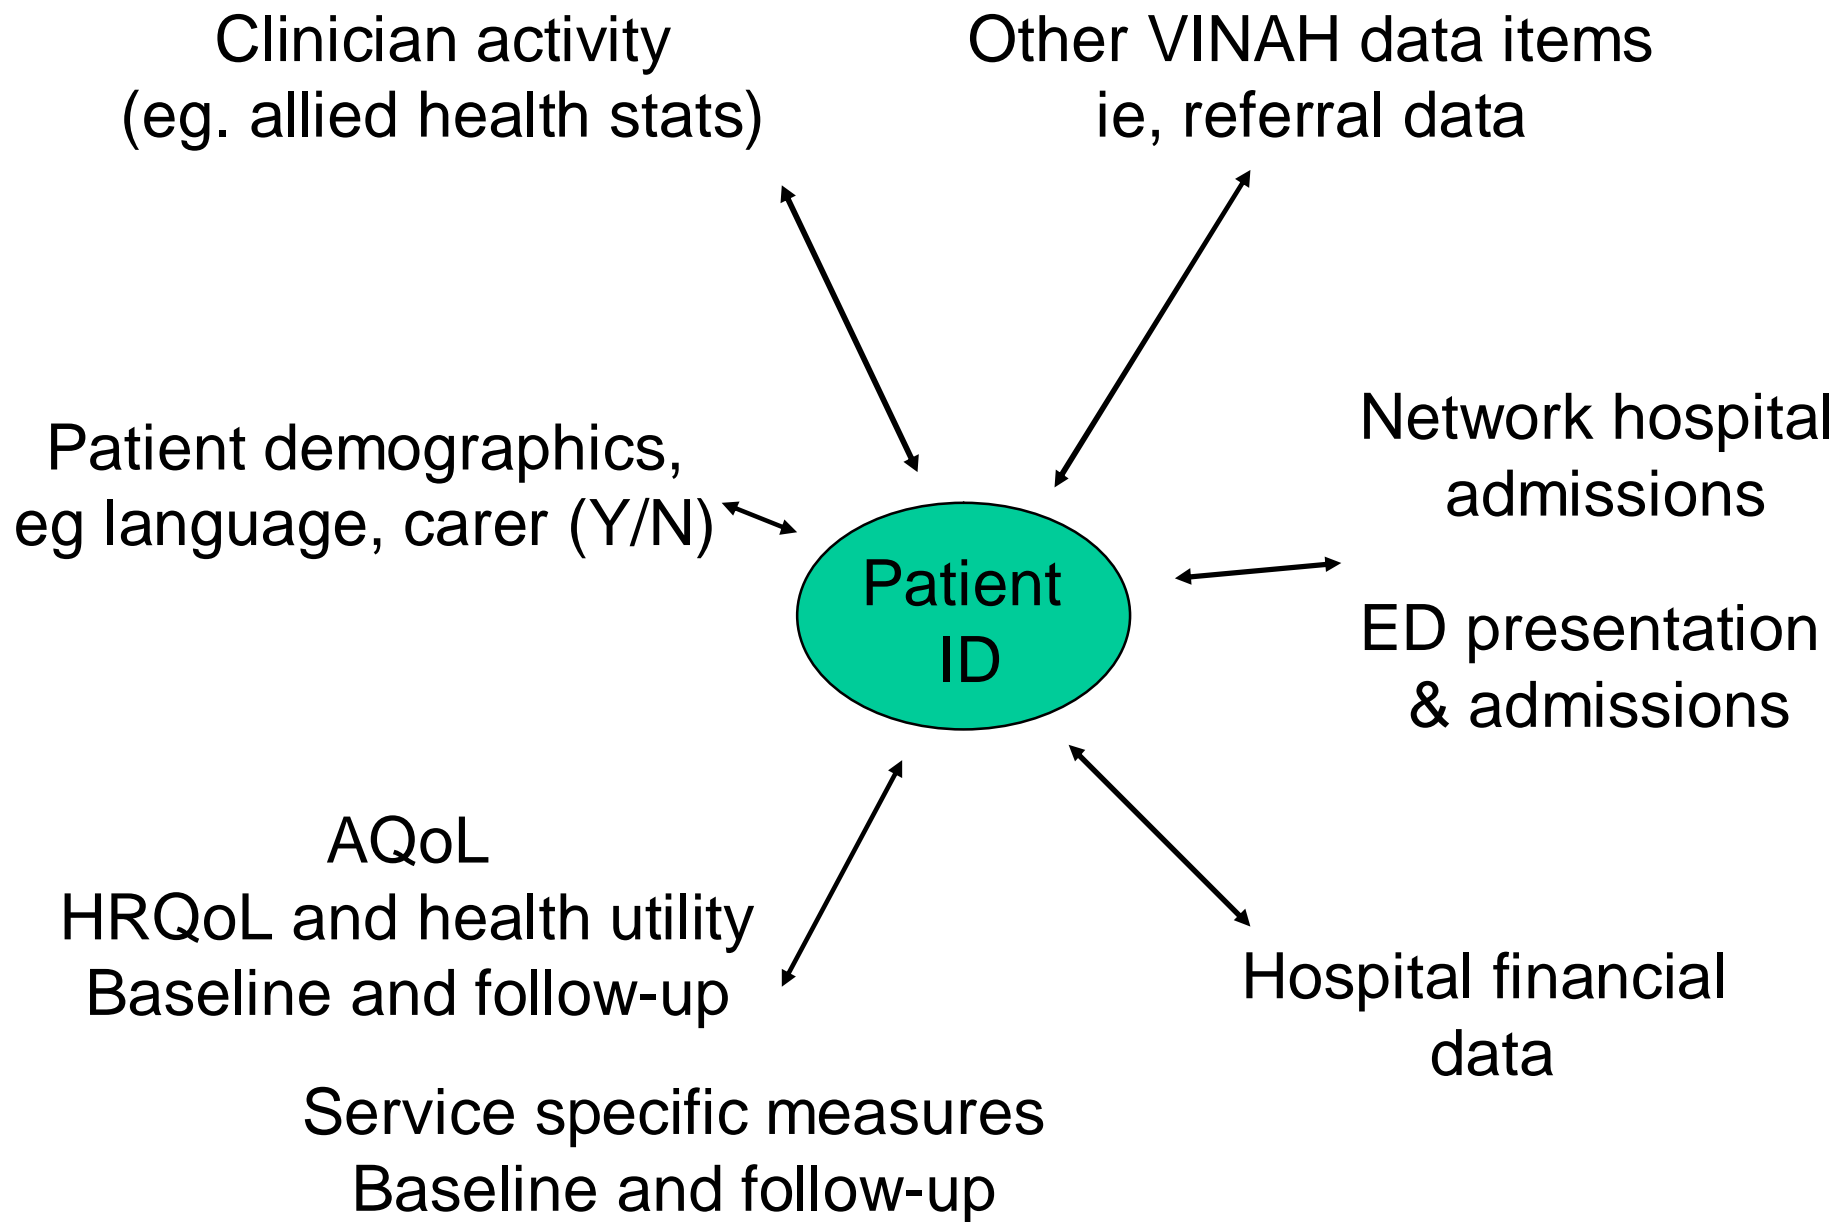 Clinician activity
(eg. allied health stats)
Other VINAH data items
ie, referral data
Patient demographics,
eg language, carer (Y/N)
Network hospital
admissions
ED presentation
& admissions
Patient
ID
AQoL
HRQoL and health utility
Baseline and follow-up
Hospital financial
data
Service specific measures
Baseline and follow-up